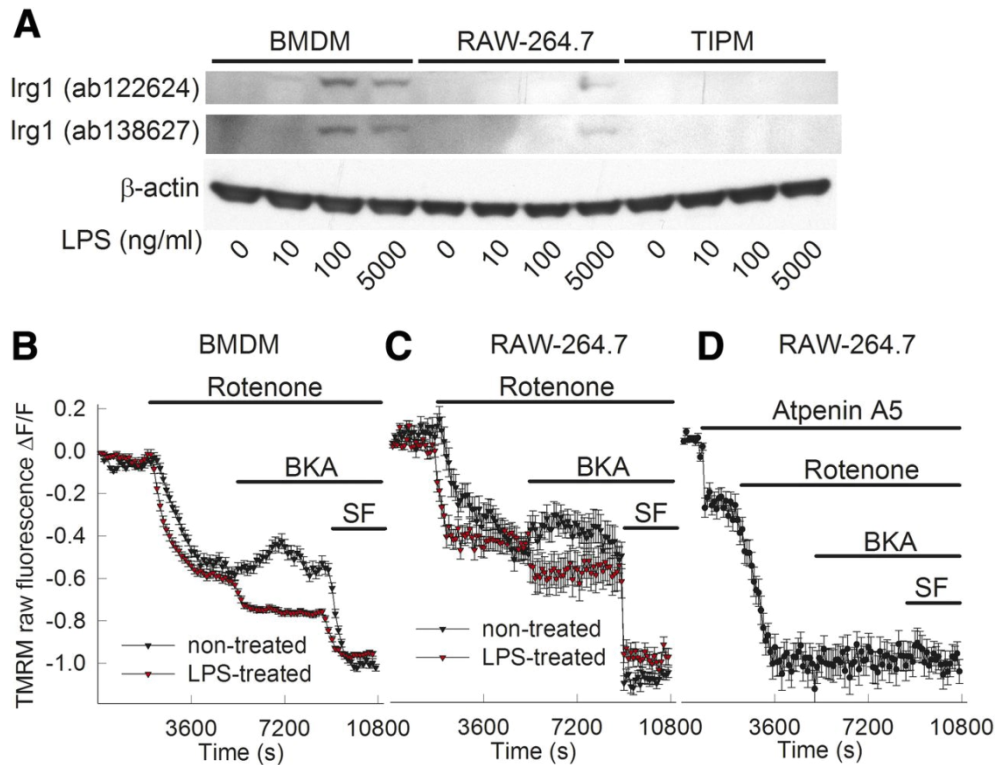 A
BMDM RAW-264.7 TIPM
Irg1 (ab122624)
Irg1 (ab138627)
β-actin
LPS (ng/ml) 0 10 100 5000 0 10 100 5000 0 10 100 5000
B BMDM
Rotenone
BKA
SF
TMRM raw fluorescence ΔF/F
0.2
0.0
-0.2
-0.4
-0.6
-0.8
-1.0
non-treated
LPS-treated
3600 7200 10800
Time (s)
C RAW-264.7
Rotenone
BKA
SF
non-treated
LPS-treated
3600 7200 10800
Time (s)
D RAW-264.7
Atpenin A5
Rotenone
BKA
SF
3600 7200 10800
Time (s)